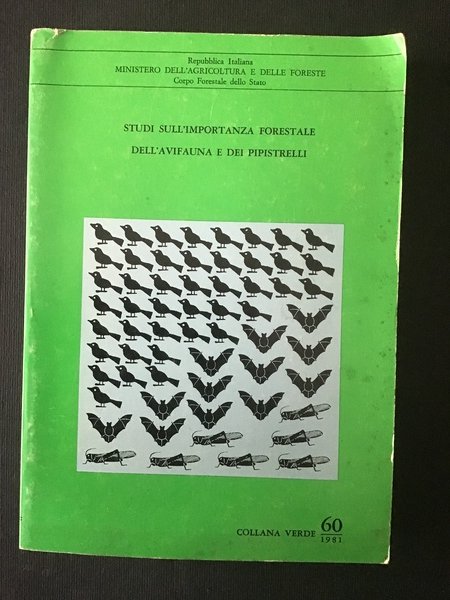 Repubblica Italiana
MINISTERO DELL'AGRICOLTURA E DELLE FORESTE
Corpo Forestale dello Stato
STUDI SULL'IMPORTANZA FORESTALE
DELL'AVIFAUNA E DEI PIPISTRELLI
COLLANA VERDE 60
1981